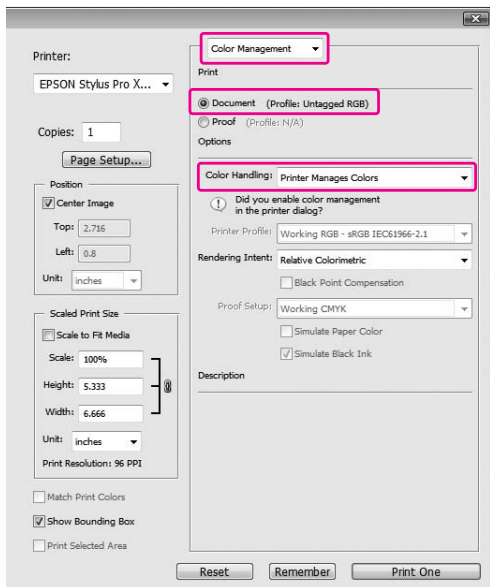 Printer:
EPSON Stylus Pro X...
Copies: 1
Page Setup...
Position
Center Image
Top: 2.716
Left: 0.8
Unit: inches
Scaled Print Size
Scale to Fit Media
Scale: 100%
Height: 5.333
Width: 6.666
Unit: inches
Print Resolution: 96 PPI
Match Print Colors
Show Bounding Box
Print Selected Area
Color Management
Print
Document (Profile: Untagged RGB)
Proof (Profile: N/A)
Options
Color Handling: Printer Manages Colors
Did you enable color management
in the printer dialog?
Printer Profile: Working RGB - sRGB IEC61966-2.1
Rendering Intent: Relative Colorimetric
Black Point Compensation
Proof Setup: Working CMYK
Simulate Paper Color
Simulate Black Ink
Description
Reset Remember Print One